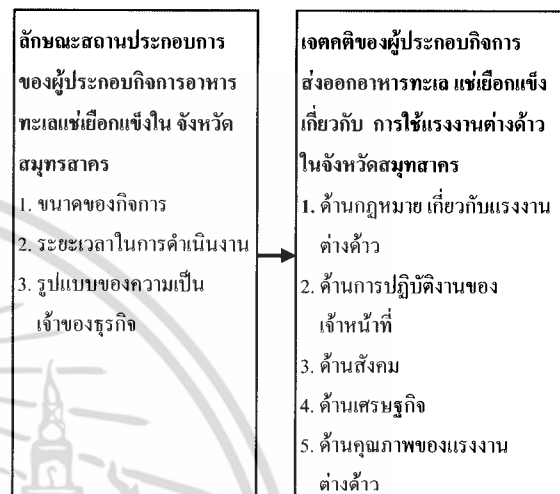 ลักษณะสถานประกอบการ
ของผู้ประกอบกิจการอาหาร
ทะเลแช่เยือกแข็งใน จังหวัด
สมุทรสาคร
1. ขนาดของกิจการ
2. ระยะเวลาในการดำเนินงาน
3. รูปแบบของความเป็น
เจ้าของธุรกิจ
เจตคติของผู้ประกอบกิจการ
ส่งออกอาหารทะเล แช่เยือกแข็ง
เกี่ยวกับ การใช้แรงงานต่างด้าว
ในจังหวัดสมุทสาคร
1. ด้านกฎหมาย เกี่ยวกับแรงงาน
ต่างด้าว
2. ด้านการปฏิบัติงานของ
เจ้าหน้าที่
3. ด้านสังคม
4. ด้านเศรษฐกิจ
5. ด้านคุณภาพของแรงงาน
ต่างด้าว